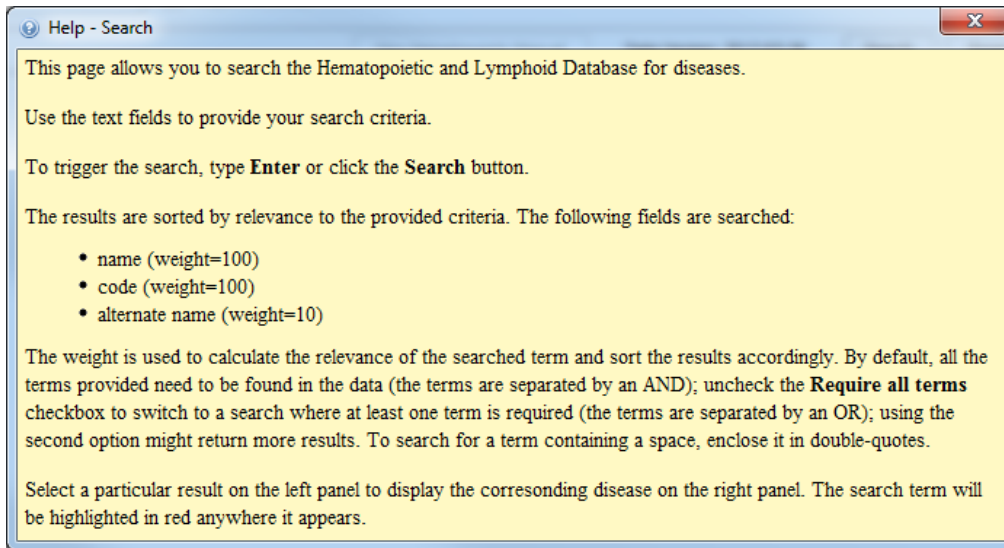 Help - Search
This page allows you to search the Hematopoietic and Lymphoid Database for diseases.
Use the text fields to provide your search criteria.
To trigger the search, type Enter or click the Search button.
The results are sorted by relevance to the provided criteria. The following fields are searched:
• name (weight=100)
• code (weight=100)
• alternate name (weight=10)
The weight is used to calculate the relevance of the searched term and sort the results accordingly. By default, all the
terms provided need to be found in the data (the terms are separated by an AND); uncheck the Require all terms
checkbox to switch to a search where at least one term is required (the terms are separated by an OR); using the
second option might return more results. To search for a term containing a space, enclose it in double-quotes.
Select a particular result on the left panel to display the corresonding disease on the right panel. The search term will
be highlighted in red anywhere it appears.